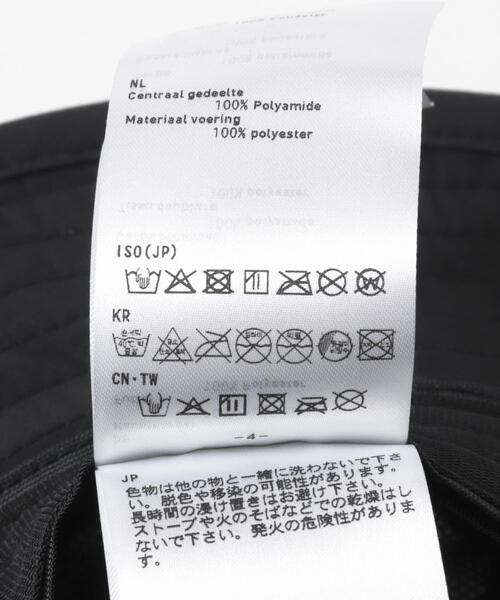 NL
Centraal gedeelte
100% Polyamide
Materiaal voering
100% polyester
ISO(JP)
KR
CN・TW
－4－
JP
色物は他の物と一緒に洗わないで下さ
い。脱色や移染の可能性があります。
長時間の浸け置きはお避け下さい。
ストーブや火のそばなどでの乾燥はし
ないで下さい。発火の危険性がありま
す。